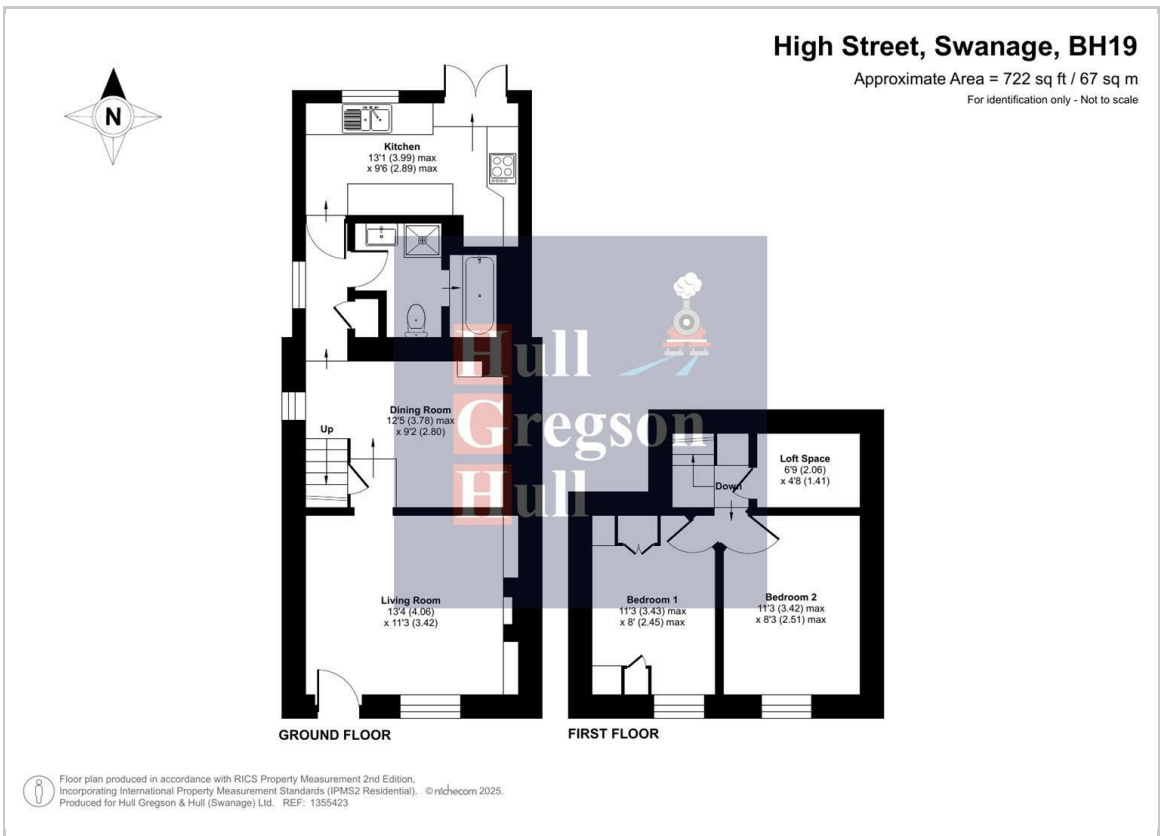 High Street, Swanage, BH19
Approximate Area = 722 sq ft / 67 sq m
For identification only - Not to scale
N
Kitchen
13'1 (3.99) max
x 9'6 (2.89) max
Hull
Gregson
Hull
Dining Room
12'5 (3.78) max
x 9'2 (2.80)
Up
Living Room
13'4 (4.06)
x 11'3 (3.42)
GROUND FLOOR
Loft Space
6'9 (2.06)
x 4'8 (1.41)
Down
Bedroom 1
11'3 (3.43) max
x 8' (2.45) max
Bedroom 2
11'3 (3.42) max
x 8'3 (2.51) max
FIRST FLOOR
Floor plan produced in accordance with RICS Property Measurement 2nd Edition,
Incorporating International Property Measurement Standards (IPMS2 Residential). ©nichecom 2025.
Produced for Hull Gregson & Hull (Swanage) Ltd. REF: 1355423